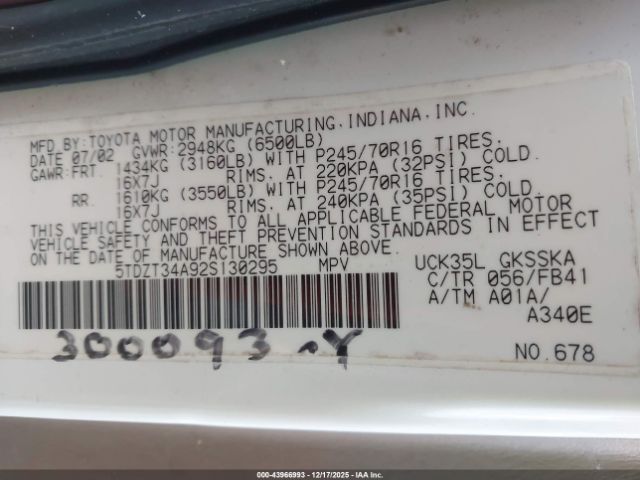 MFD.BY:TOYOTA MOTOR MANUFACTURING.INDIANA,INC.
DATE 07/02 GVWR:2948KG (6500LB)
GAWR:FRT. 1434KG (3160LB) WITH P245/70R16 TIRES.
16X7J RIMS. AT 220KPA (32PSI) COLD.
RR. 1610KG (3550LB) WITH P245/70R16 TIRES.
16X7J RIMS. AT 240KPA (35PSI) COLD.
THIS VEHICLE CONFORMS TO ALL APPLICABLE FEDERAL MOTOR
VEHICLE SAFETY AND THEFT PREVENTION STANDARDS IN EFFECT
ON THE DATE OF MANUFACTURE SHOWN ABOVE.
5TDZT34A92S130295 MPV UCK35L GKSSKA
C/TR 056/FB41
A/TM A01A/
A340E
300093
NO.678
000-43966993 - 12/17/2025 - IAA Inc.